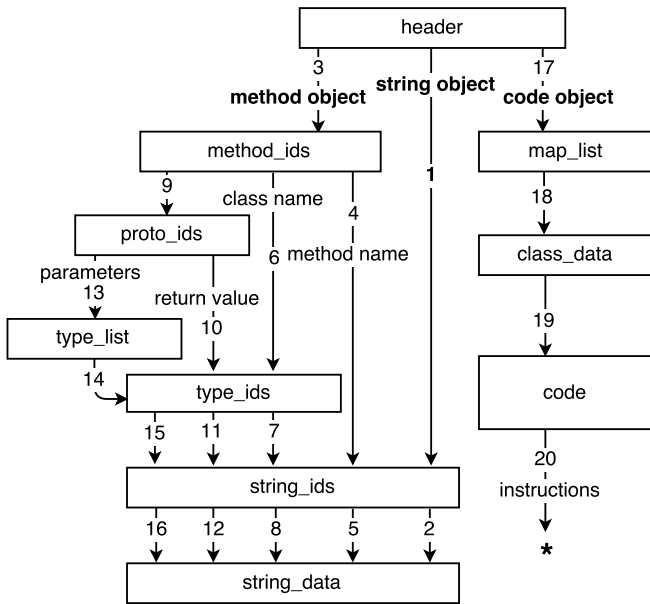 header
3
string object
17
method object
code object
method_ids
map_list
9
class name
4
1
18
proto_ids
class_data
parameters
6
method name
13
return value
10
19
type_list
14
type_ids
code
15
11
7
20
string_ids
instructions
16
12
8
5
2
*
string_data